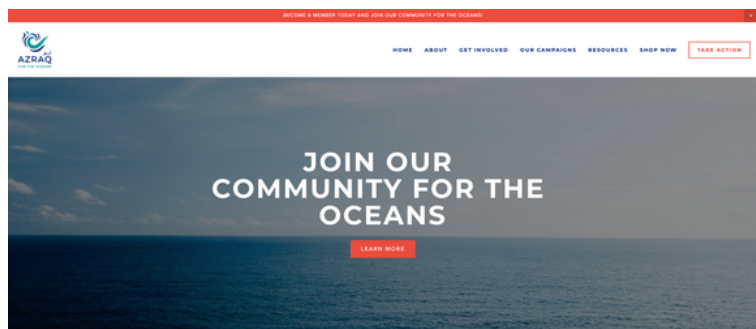 BECOME A MEMBER TODAY AND JOIN OUR COMMUNITY FOR THE OCEANS!
AZRAQ
FOR THE OCEANS
HOME ABOUT GET INVOLVED OUR CAMPAIGNS RESOURCES SHOP NOW TAKE ACTION
JOIN OUR
COMMUNITY FOR THE
OCEANS
LEARN MORE